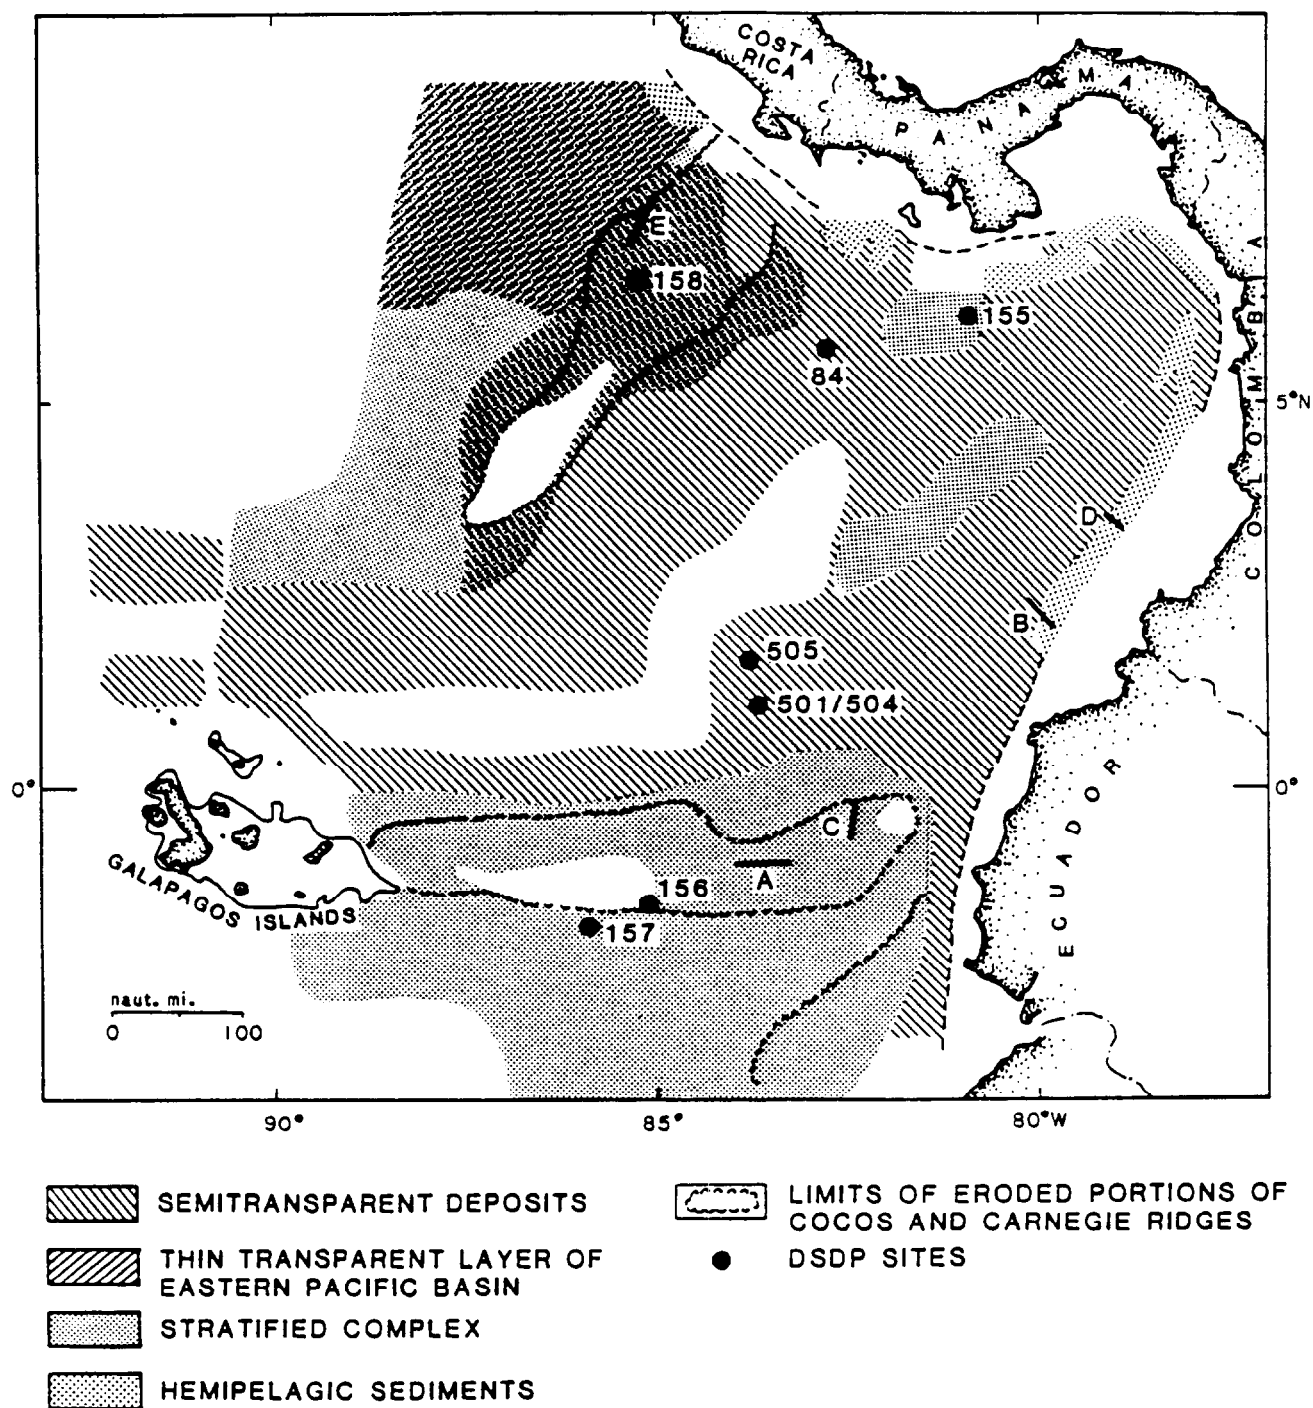 COSTA
RICA
PANAMA
COLOMBIA
E
158
155
84
5°N
D
B
505
501/504
0°
0°
ECUADOR
C
A
GALAPAGOS ISLANDS
156
157
naut. mi.
0 100
90° 85° 80°W
SEMITRANSPARENT DEPOSITS
THIN TRANSPARENT LAYER OF
EASTERN PACIFIC BASIN
STRATIFIED COMPLEX
HEMIPELAGIC SEDIMENTS
LIMITS OF ERODED PORTIONS OF
COCOS AND CARNEGIE RIDGES
DSDP SITES